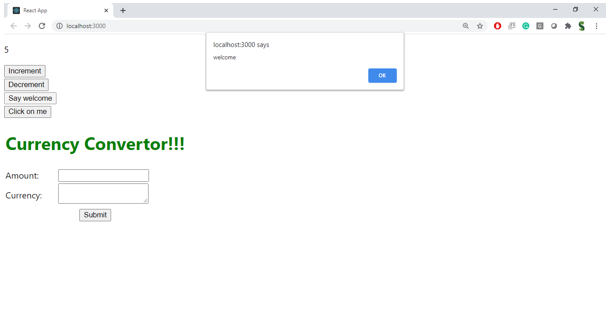 React App
localhost:3000
5
localhost:3000 says
welcome
OK
Increment
Decrement
Say welcome
Click on me
Currency Convertor!!!
Amount:
Currency:
Submit